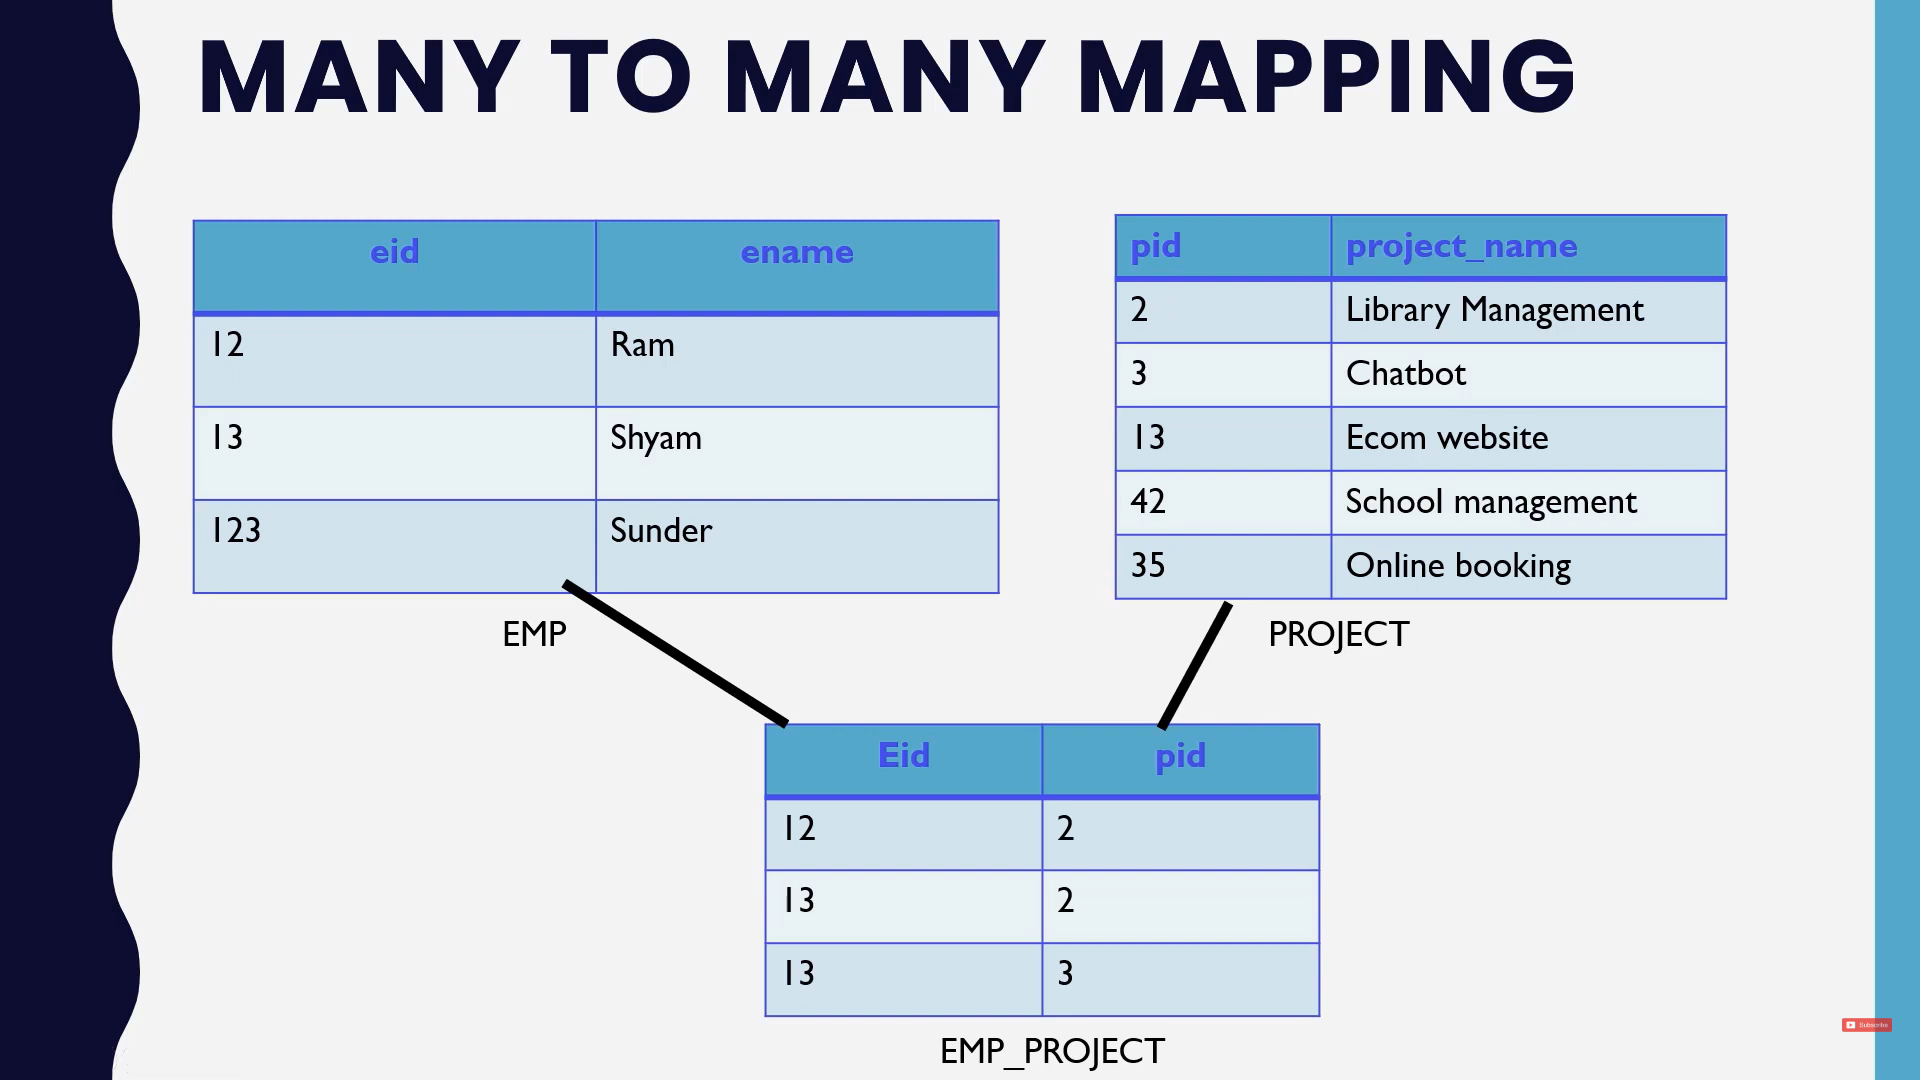 MANY TO MANY MAPPING
eid ename
12 Ram
13 Shyam
123 Sunder
EMP
pid project_name
2 Library Management
3 Chatbot
13 Ecom website
42 School management
35 Online booking
PROJECT
Eid pid
12 2
13 2
13 3
EMP_PROJECT
Subscribe